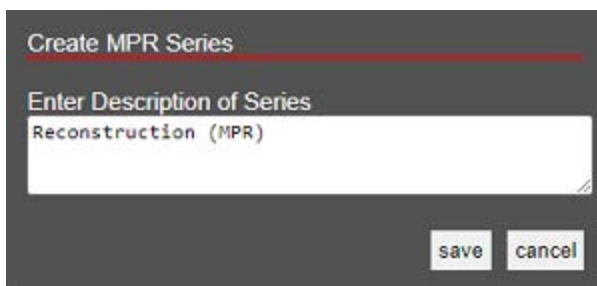 Create MPR Series
Enter Description of Series
Reconstruction (MPR)
save cancel